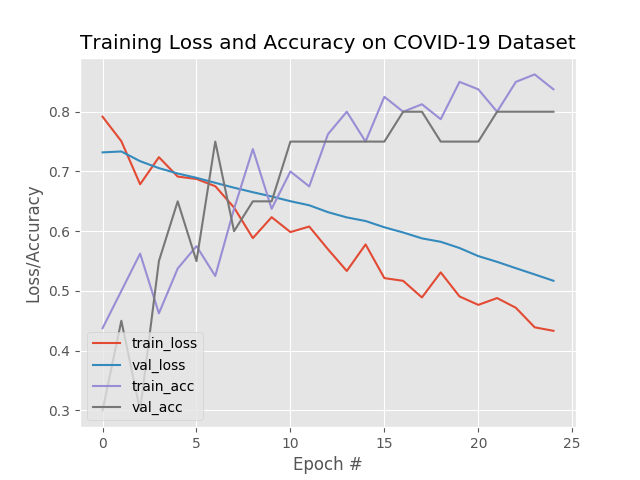 Training Loss and Accuracy on COVID-19 Dataset
Loss/Accuracy
0.8
0.7
0.6
0.5
0.4
0.3
train_loss
val_loss
train_acc
val_acc
0 5 10 15 20 25
Epoch #